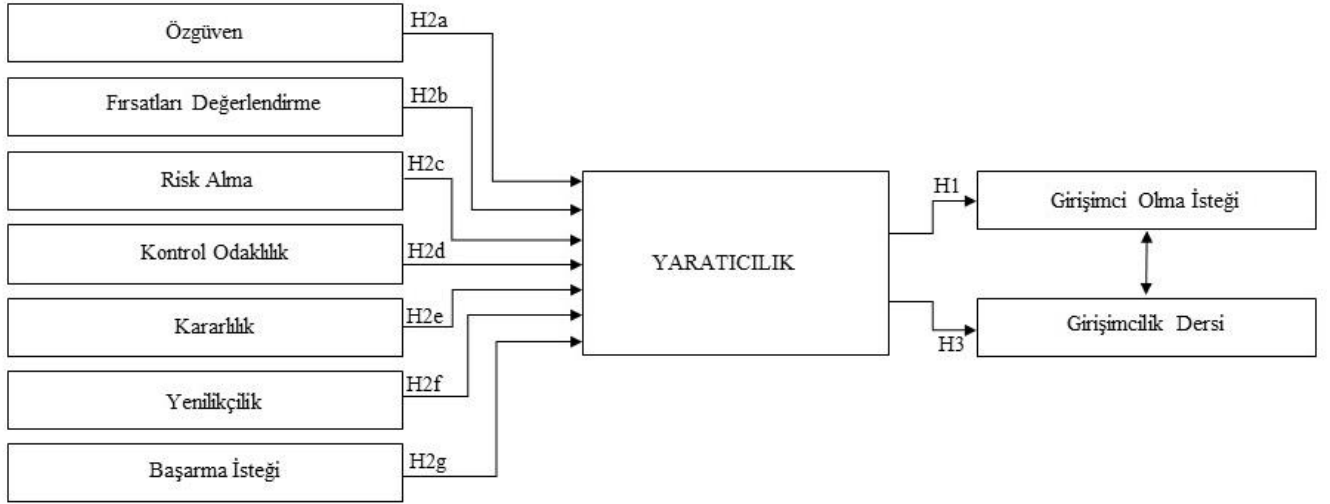 Özgüven
H2a
Fırsatları Değerlendirme
H2b
Risk Alma
H2c
Kontrol Odaklılık
H2d
Kararlılık
H2e
Yenilikçilik
H2f
Başarma İsteği
H2g
YARATICILIK
H1
Girişimci Olma İsteği
H3
Girişimcilik Dersi